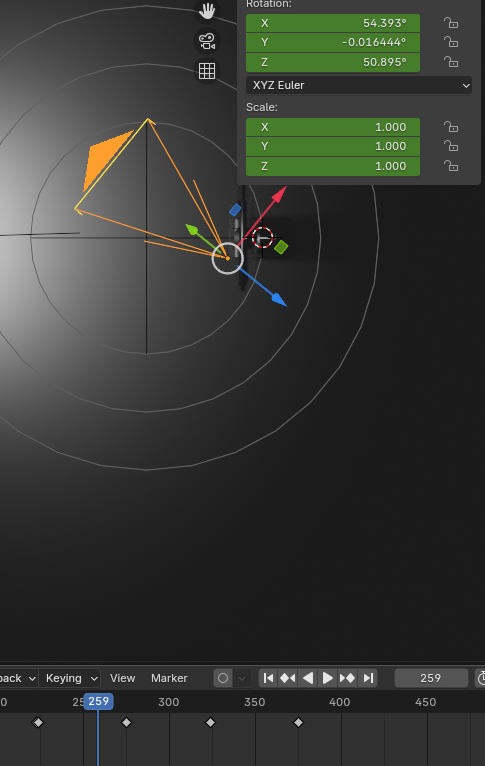 Rotation:
X 54.393°
Y -0.016444°
Z 50.895°
XYZ Euler
Scale:
X 1.000
Y 1.000
Z 1.000
back Keying View Marker 259
0 25 259 300 350 400 450